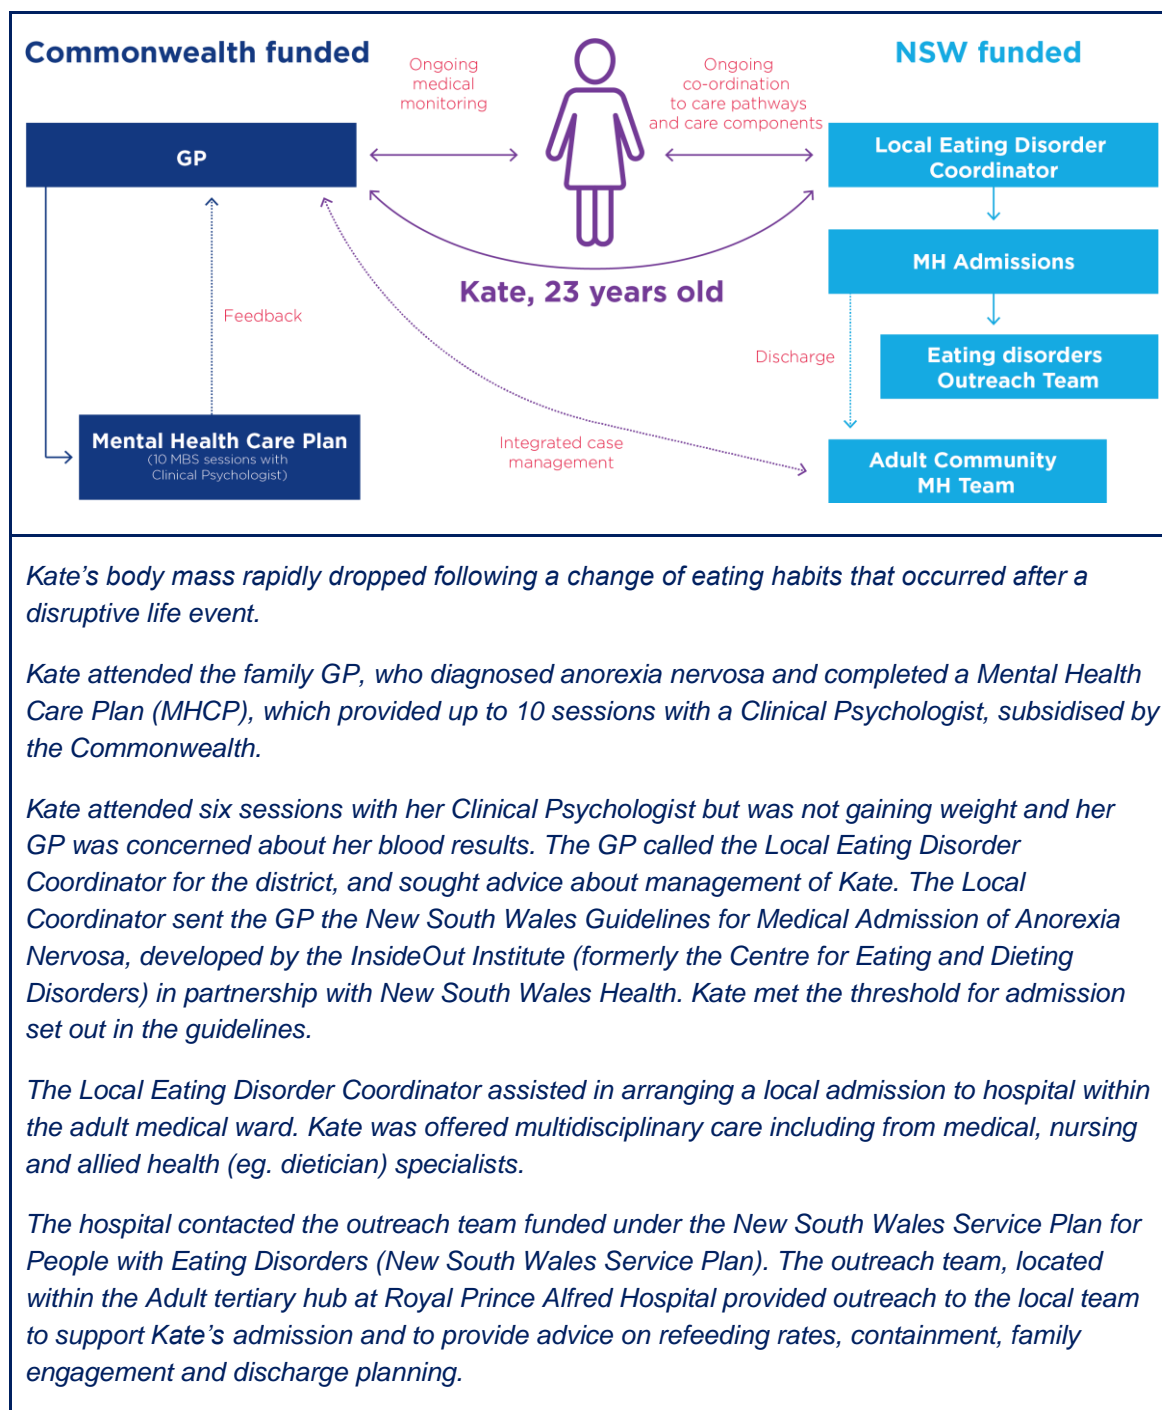 Commonwealth funded
NSW funded
Ongoing
medical
monitoring
Ongoing
co-ordination
to care pathways
and care components
GP
Local Eating Disorder
Coordinator
MH Admissions
Kate, 23 years old
Feedback
Discharge
Eating disorders
Outreach Team
Mental Health Care Plan
(10 MBS sessions with
Clinical Psychologist)
Integrated case
management
Adult Community
MH Team
Kate's body mass rapidly dropped following a change of eating habits that occurred after a
disruptive life event.
Kate attended the family GP, who diagnosed anorexia nervosa and completed a Mental Health
Care Plan (MHCP), which provided up to 10 sessions with a Clinical Psychologist, subsidised by
the Commonwealth.
Kate attended six sessions with her Clinical Psychologist but was not gaining weight and her
GP was concerned about her blood results. The GP called the Local Eating Disorder
Coordinator for the district, and sought advice about management of Kate. The Local
Coordinator sent the GP the New South Wales Guidelines for Medical Admission of Anorexia
Nervosa, developed by the InsideOut Institute (formerly the Centre for Eating and Dieting
Disorders) in partnership with New South Wales Health. Kate met the threshold for admission
set out in the guidelines.
The Local Eating Disorder Coordinator assisted in arranging a local admission to hospital within
the adult medical ward. Kate was offered multidisciplinary care including from medical, nursing
and allied health (eg. dietician) specialists.
The hospital contacted the outreach team funded under the New South Wales Service Plan for
People with Eating Disorders (New South Wales Service Plan). The outreach team, located
within the Adult tertiary hub at Royal Prince Alfred Hospital provided outreach to the local team
to support Kate's admission and to provide advice on refeeding rates, containment, family
engagement and discharge planning.